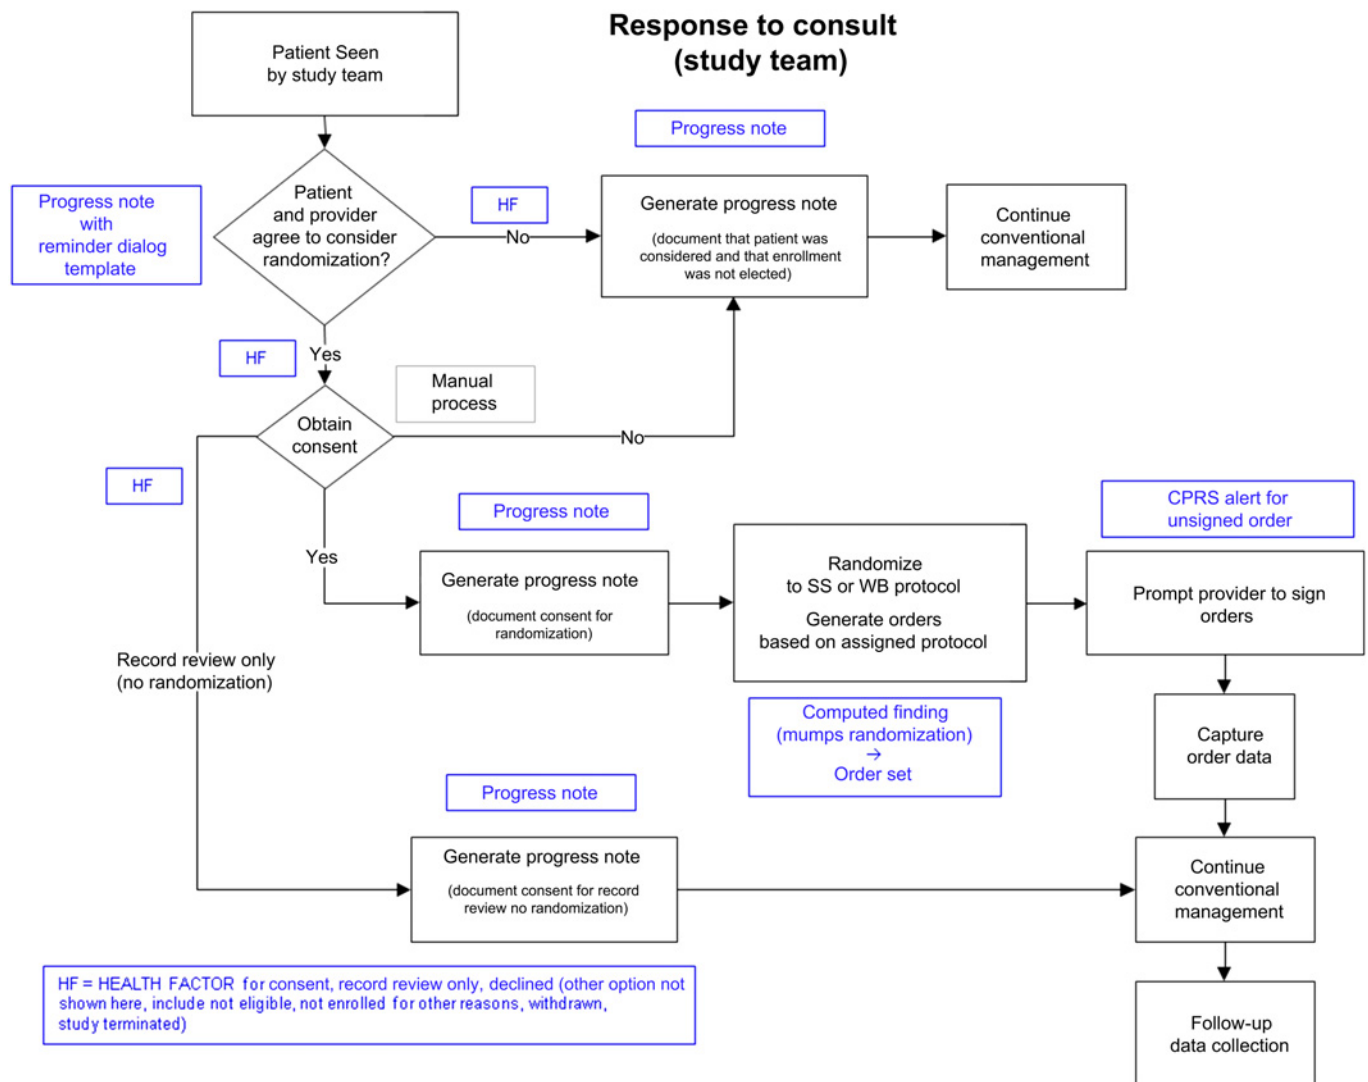 Response to consult
(study team)
Patient Seen
by study team
Progress note
Progress note
with
reminder dialog
template
Patient
and provider
agree to consider
randomization?
HF
No
Generate progress note
(document that patient was
considered and that enrollment
was not elected)
Continue
conventional
management
HF
Yes
Manual
process
Obtain
consent
No
HF
Progress note
CPRS alert for
unsigned order
Yes
Generate progress note
(document consent for
randomization)
Randomize
to SS or WB protocol
Generate orders
based on assigned protocol
Prompt provider to sign
orders
Record review only
(no randomization)
Computed finding
(mumps randomization)
→
Order set
Capture
order data
Progress note
Generate progress note
(document consent for record
review no randomization)
Continue
conventional
management
HF = HEALTH FACTOR for consent, record review only, declined (other option not
shown here, include not eligible, not enrolled for other reasons, withdrawn,
study terminated)
Follow-up
data collection